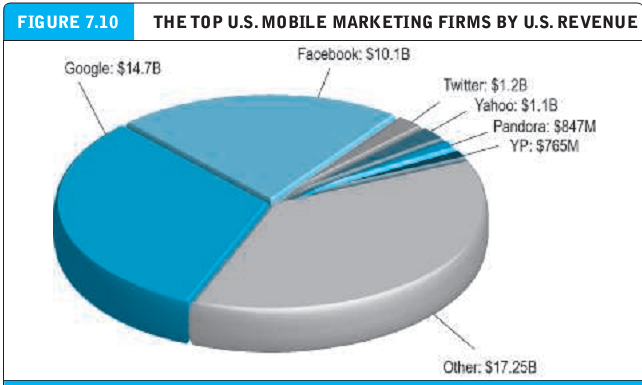 FIGURE 7.10 THE TOP U.S. MOBILE MARKETING FIRMS BY U.S. REVENUE
Facebook: $10.1B
Google: $14.7B
Twitter: $1.2B
Yahoo: $1.1B
Pandora: $847M
YP: $765M
Other: $17.25B